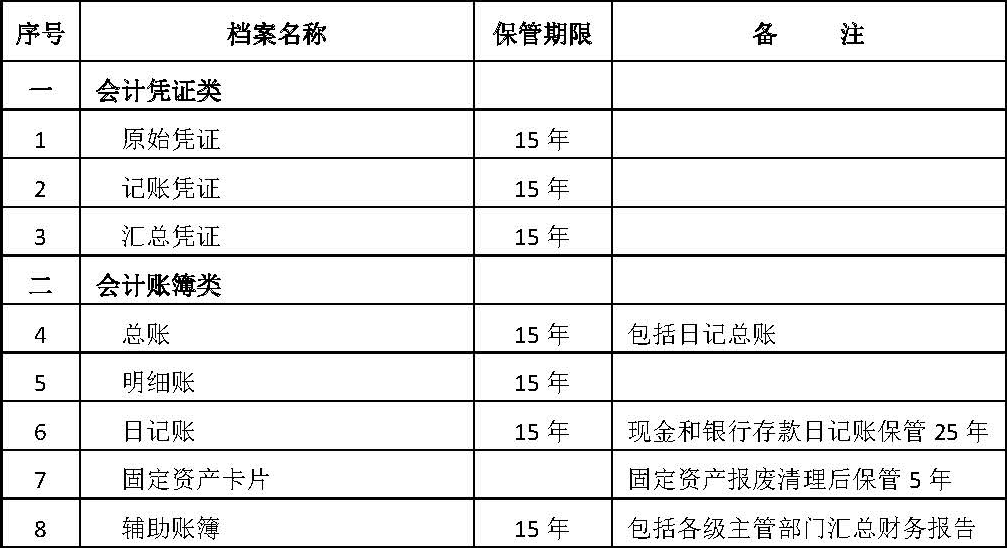 序号 档案名称 保管期限 备 注
一 会计凭证类
1 原始凭证 15 年
2 记账凭证 15 年
3 汇总凭证 15 年
二 会计账簿类
4 总账 15 年 包括日记总账
5 明细账 15 年
6 日记账 15 年 现金和银行存款日记账保管 25 年
7 固定资产卡片 固定资产报废清理后保管 5 年
8 辅助账簿 15 年 包括各级主管部门汇总财务报告